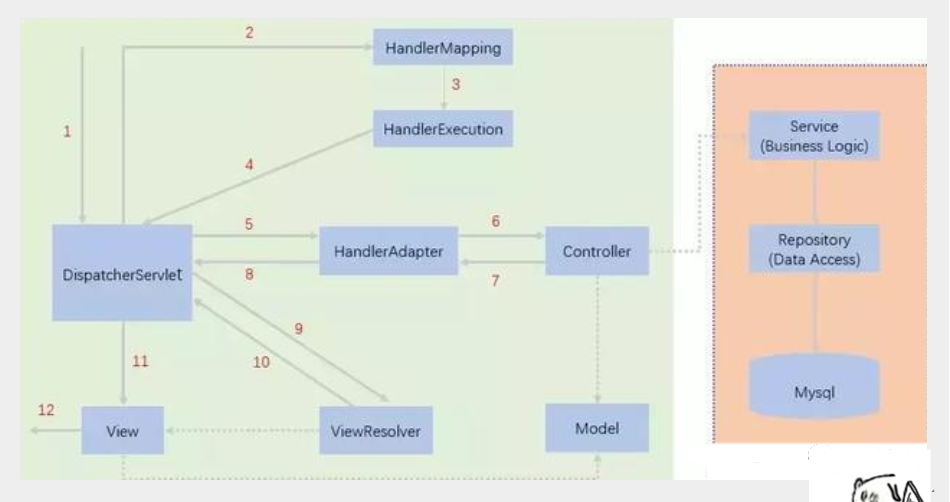 2
HandlerMapping
3
1
HandlerExecution
Service
(Business Logic)
4
5
6
DispatcherServlet
HandlerAdapter
Controller
Repository
(Data Access)
8
7
9
10
11
Mysql
12
View
ViewResolver
Model